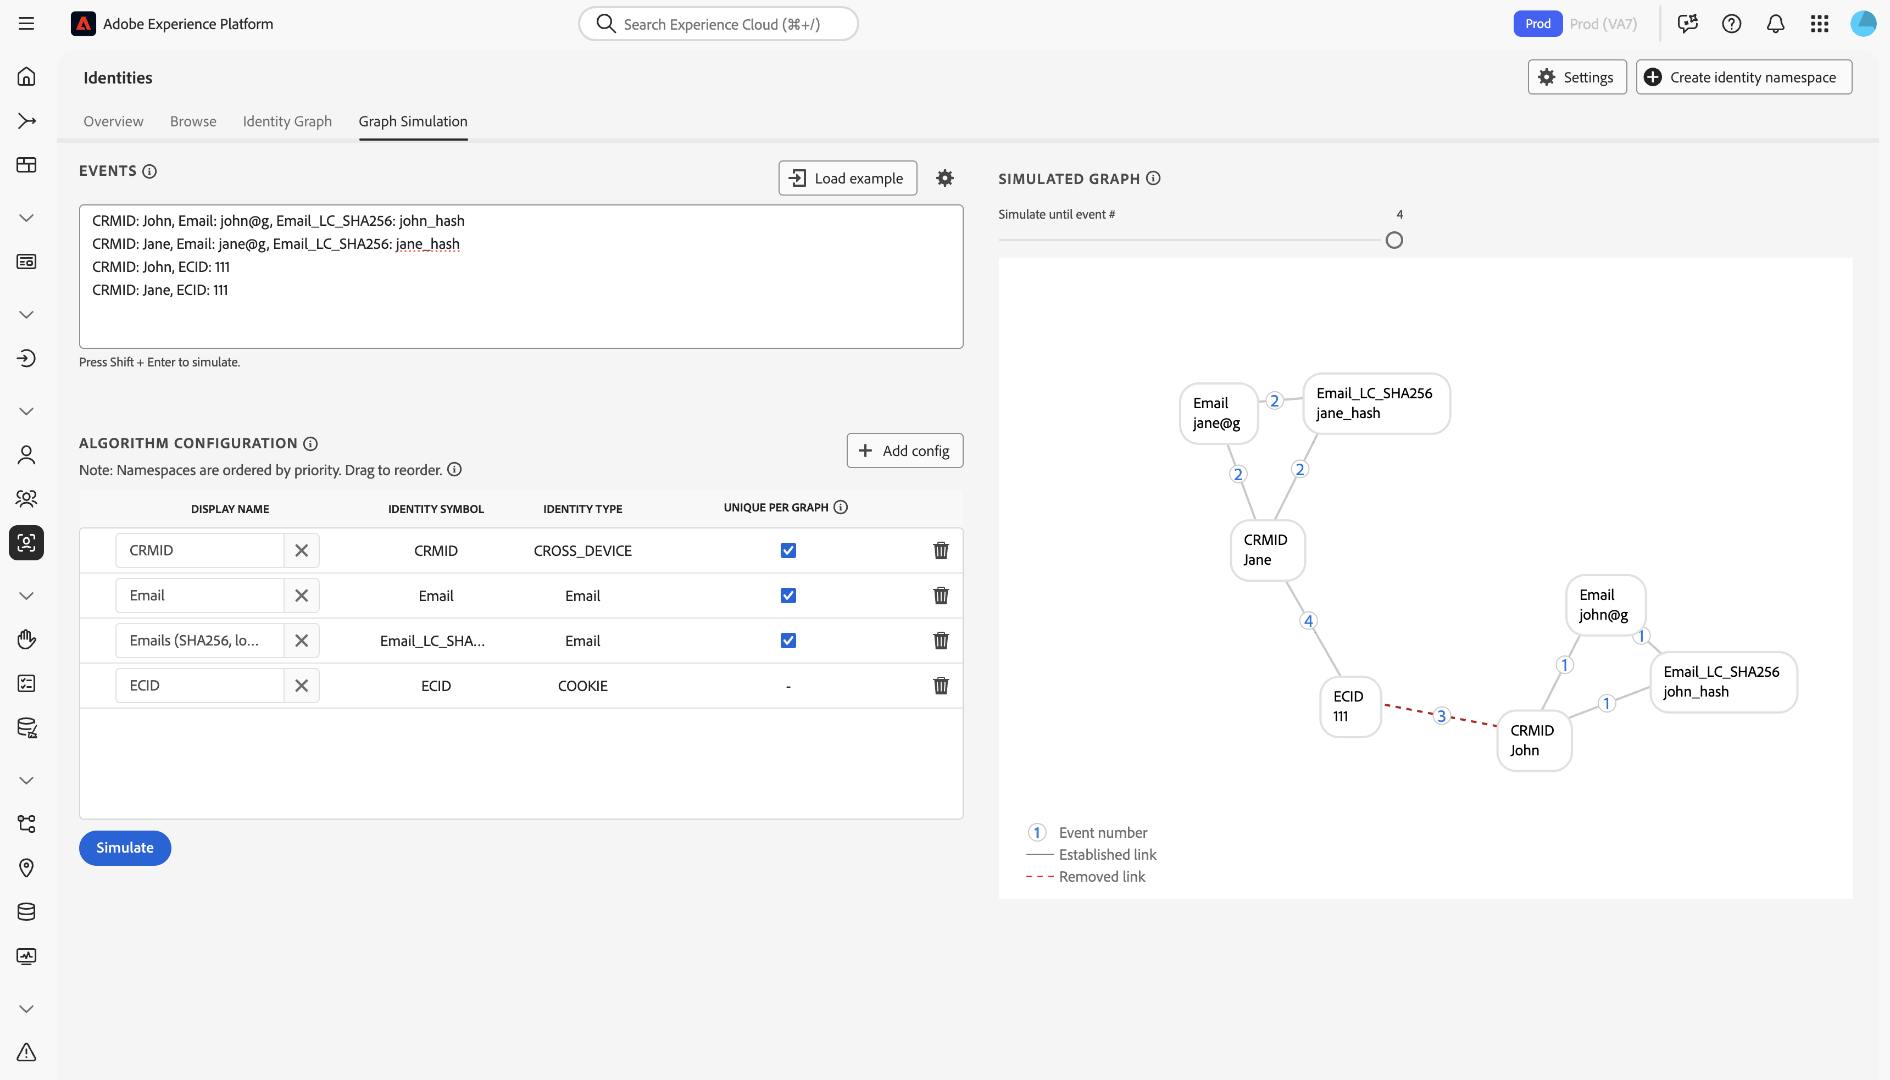 Adobe Experience Platform
Search Experience Cloud (⌘+/)
Prod
Prod (VA7)
Identities
Settings
Create identity namespace
Overview
Browse
Identity Graph
Graph Simulation
EVENTS
Load example
CRMID: John, Email: john@g, Email_LC_SHA256: john_hash
CRMID: Jane, Email: jane@g, Email_LC_SHA256: jane_hash
CRMID: John, ECID: 111
CRMID: Jane, ECID: 111
Press Shift + Enter to simulate.
ALGORITHM CONFIGURATION
Note: Namespaces are ordered by priority. Drag to reorder.
Add config
DISPLAY NAME IDENTITY SYMBOL IDENTITY TYPE UNIQUE PER GRAPH
CRMID CRMID CROSS_DEVICE
Email Email Email
Emails (SHA256, lo... Email_LC_SHA... Email
ECID ECID COOKIE -
Simulate
SIMULATED GRAPH
Simulate until event # 4
Email
jane@g
2
Email_LC_SHA256
jane_hash
2
2
CRMID
Jane
4
Email
john@g
1
1
Email_LC_SHA256
john_hash
1
ECID
111
3
CRMID
John
1 Event number
Established link
Removed link